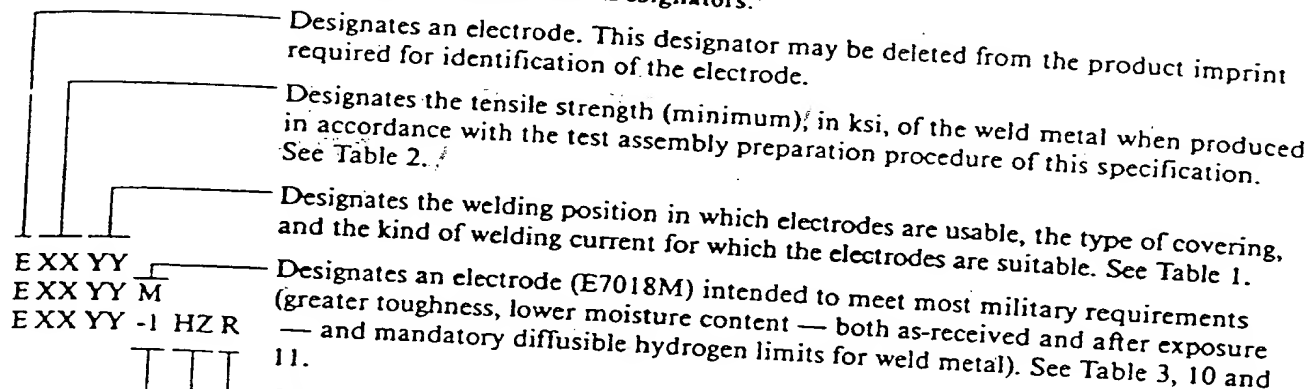 Designators.
Designates an electrode. This designator may be deleted from the product imprint
required for identification of the electrode.
Designates the tensile strength (minimum), in ksi, of the weld metal when produced
in accordance with the test assembly preparation procedure of this specification.
See Table 2.
Designates the welding position in which electrodes are usable, the type of covering,
and the kind of welding current for which the electrodes are suitable. See Table 1.
E XX YY
E XX YY M
E XX YY -1 HZ R
Designates an electrode (E7018M) intended to meet most military requirements
(greater toughness, lower moisture content — both as-received and after exposure
— and mandatory diffusible hydrogen limits for weld metal). See Table 3, 10 and
11.